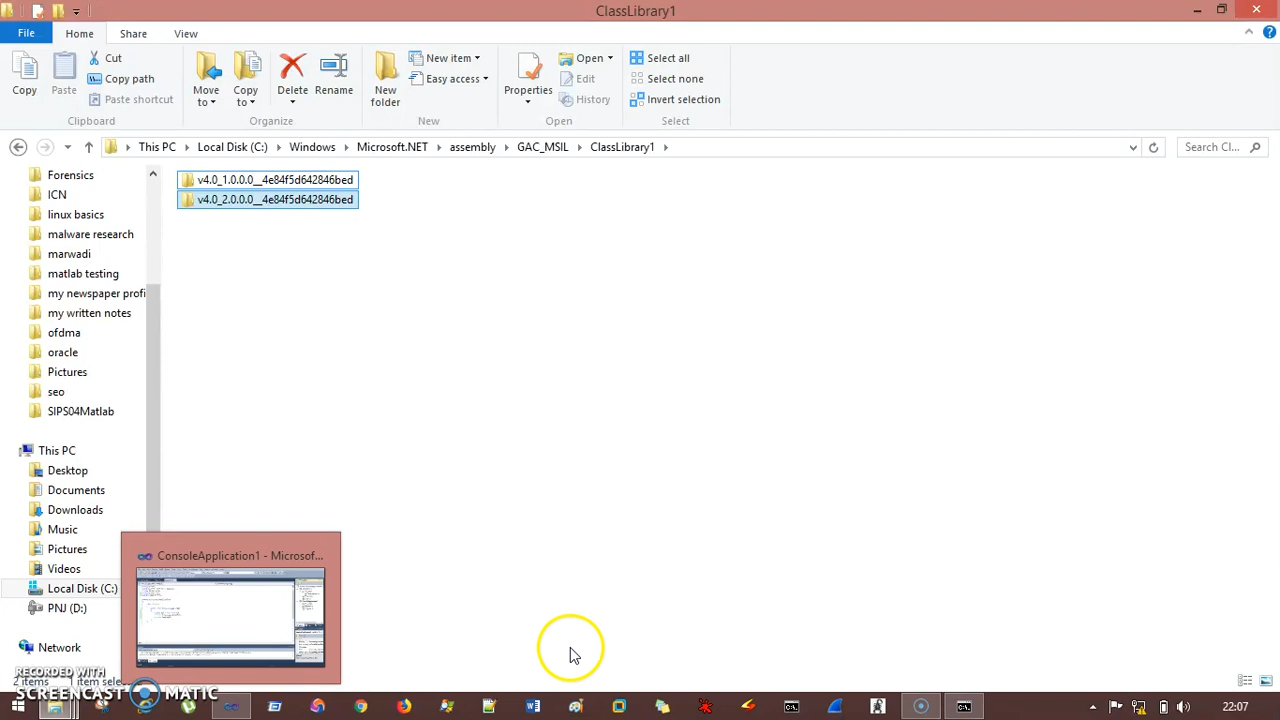 ClassLibrary1
File Home Share View
Copy
Paste
Cut
Copy path
Paste shortcut
Clipboard
Move to
Copy to
Delete
Rename
Organize
New folder
New item
Easy access
New
Properties
Open
Edit
History
Open
Select all
Select none
Invert selection
Select
This PC Local Disk (C:) Windows Microsoft.NET assembly GAC_MSIL ClassLibrary1
Search Cl...
Forensics
ICN
linux basics
malware research
marwadi
matlab testing
my newspaper profi
my written notes
ofdma
oracle
Pictures
seo
SIPS04Matlab
This PC
Desktop
Documents
Downloads
Music
Pictures
Videos
Local Disk (C:)
PNJ (D:)
Network
v4.0_1.0.0.0__4e84f5d642846bed
v4.0_2.0.0.0__4e84f5d642846bed
ConsoleApplication1 - Microsof...
RECORDED WITH
SCREENCAST MATIC
2 items
item selec
22:07